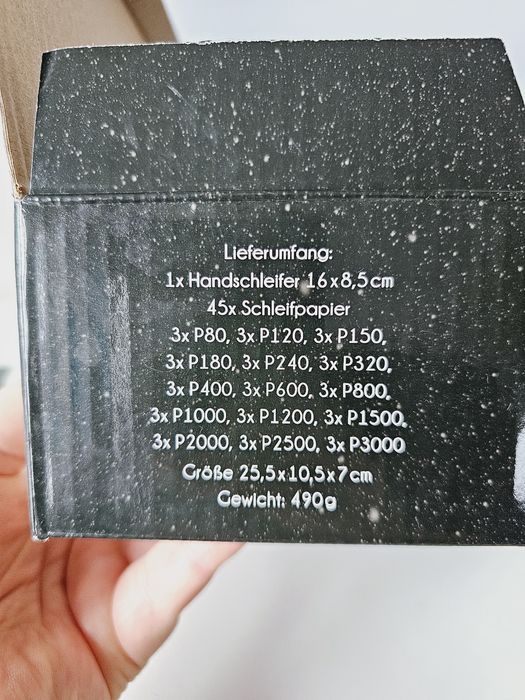 Lieferumfang:
1x Handschleifer 16x8,5cm
45x Schleifpapier
3x P80, 3x P120, 3x P150,
3x P180, 3x P240, 3x P320,
3x P400, 3x P600, 3x P800,
3x P1000, 3x P1200, 3x P1500,
3x P2000, 3x P2500, 3x P3000
Größe 25,5x10,5x7cm
Gewicht: 490g